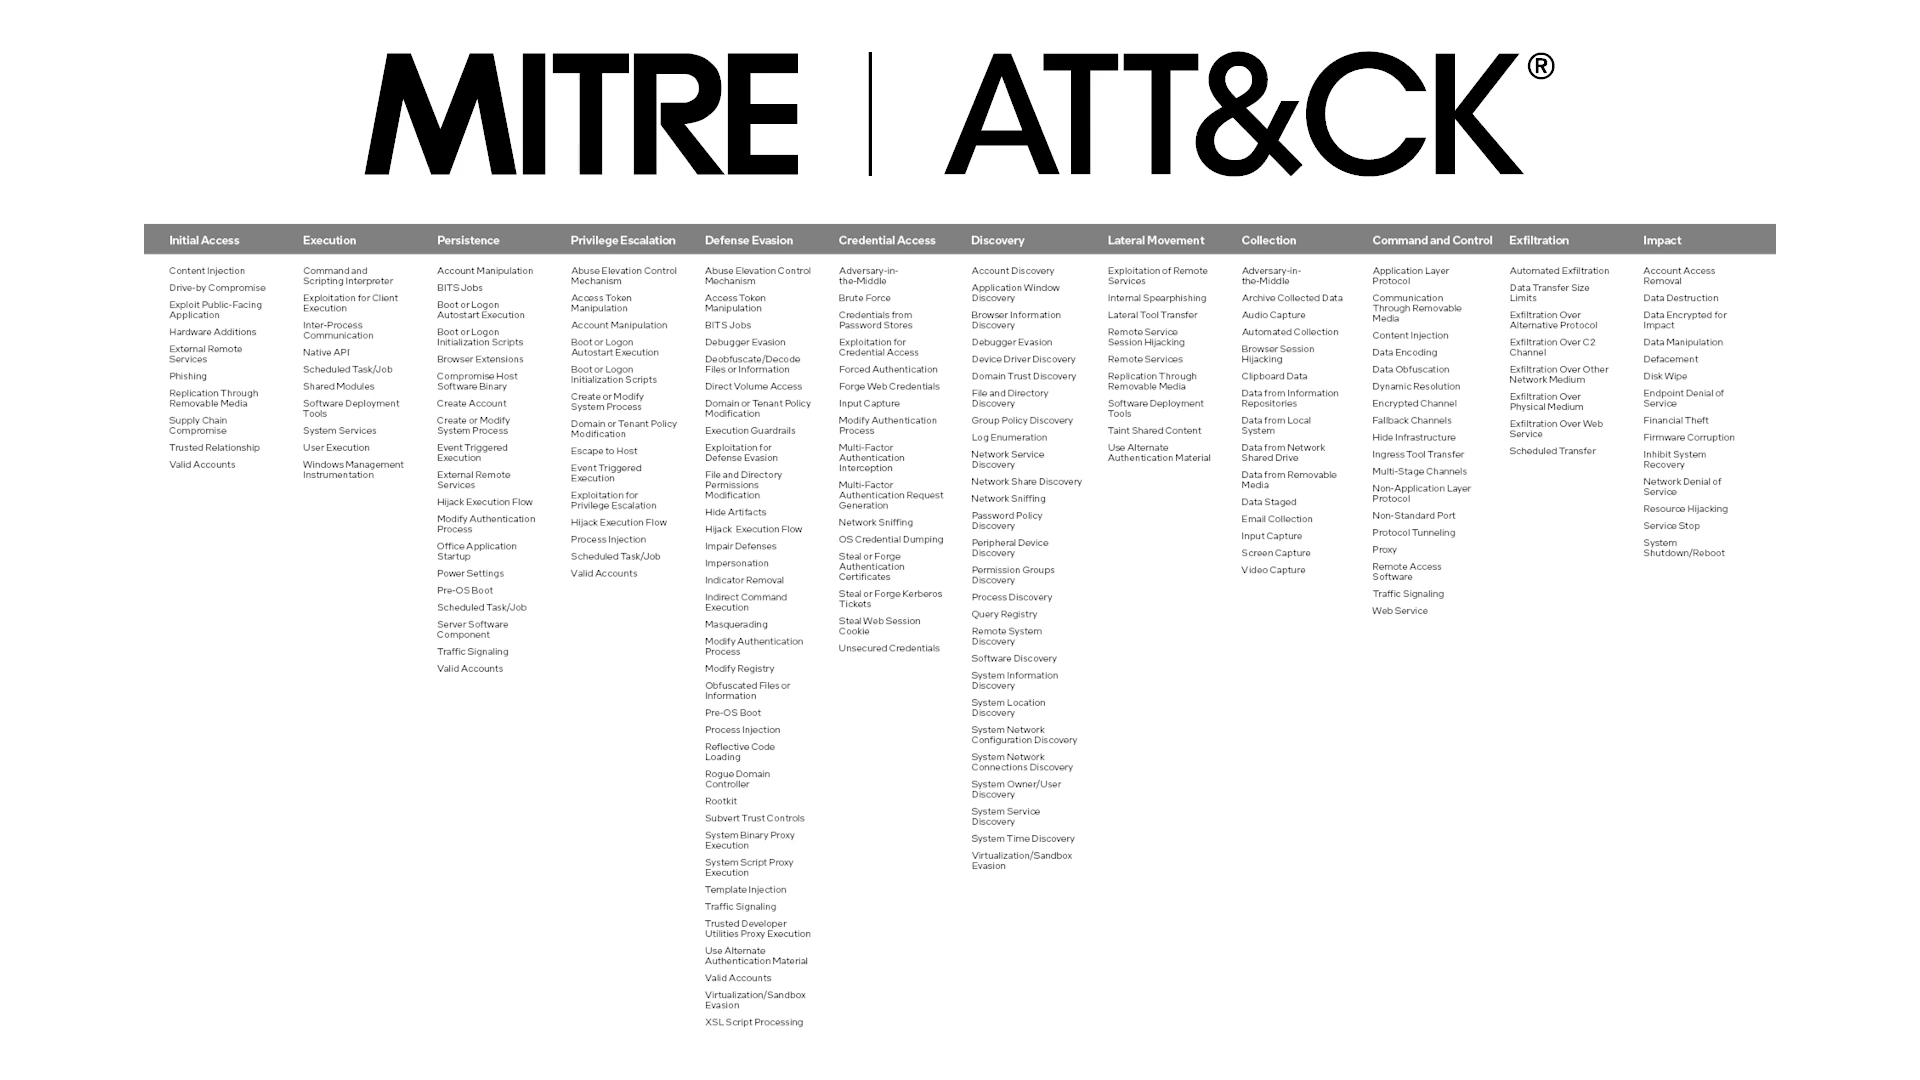 MITRE | ATT&CK®
Initial Access
Content Injection
Drive-by Compromise
Exploit Public-Facing
Application
Hardware Additions
External Remote
Services
Phishing
Replication Through
Removable Media
Supply Chain
Compromise
Trusted Relationship
Valid Accounts
Execution
Command and
Scripting Interpreter
Exploitation for Client
Execution
Inter-Process
Communication
Native API
Scheduled Task/Job
Shared Modules
Software Deployment
Tools
System Services
User Execution
Windows Management
Instrumentation
Persistence
Account Manipulation
BITS Jobs
Boot or Logon
Autostart Execution
Boot or Logon
Initialization Scripts
Browser Extensions
Compromise Host
Software Binary
Create Account
Create or Modify
System Process
Event Triggered
Execution
External Remote
Services
Hijack Execution Flow
Modify Authentication
Process
Office Application
Startup
Power Settings
Pre-OS Boot
Scheduled Task/Job
Server Software
Component
Traffic Signaling
Valid Accounts
Privilege Escalation
Abuse Elevation Control
Mechanism
Access Token
Manipulation
Account Manipulation
Boot or Logon
Autostart Execution
Boot or Logon
Initialization Scripts
Create or Modify
System Process
Domain or Tenant Policy
Modification
Escape to Host
Event Triggered
Execution
Exploitation for
Privilege Escalation
Hijack Execution Flow
Process Injection
Scheduled Task/Job
Valid Accounts
Defense Evasion
Abuse Elevation Control
Mechanism
Access Token
Manipulation
BITS Jobs
Debugger Evasion
Deobfuscate/Decode
Files or Information
Direct Volume Access
Domain or Tenant Policy
Modification
Execution Guardrails
Exploitation for
Defense Evasion
File and Directory
Permissions
Modification
Hide Artifacts
Hijack Execution Flow
Impair Defenses
Impersonation
Indicator Removal
Indirect Command
Execution
Masquerading
Modify Authentication
Process
Modify Registry
Obfuscated Files or
Information
Pre-OS Boot
Process Injection
Reflective Code
Loading
Rogue Domain
Controller
Rootkit
Subvert Trust Controls
System Binary Proxy
Execution
System Script Proxy
Execution
Template Injection
Traffic Signaling
Trusted Developer
Utilities Proxy Execution
Use Alternate
Authentication Material
Valid Accounts
Virtualization/Sandbox
Evasion
XSL Script Processing
Credential Access
Adversary-in-
the-Middle
Brute Force
Credentials from
Password Stores
Exploitation for
Credential Access
Forced Authentication
Forge Web Credentials
Input Capture
Modify Authentication
Process
Multi-Factor
Authentication
Interception
Multi-Factor
Authentication Request
Generation
Network Sniffing
OS Credential Dumping
Steal or Forge
Authentication
Certificates
Steal or Forge Kerberos
Tickets
Steal Web Session
Cookie
Unsecured Credentials
Discovery
Account Discovery
Application Window
Discovery
Browser Information
Discovery
Debugger Evasion
Device Driver Discovery
Domain Trust Discovery
File and Directory
Discovery
Group Policy Discovery
Log Enumeration
Network Service
Discovery
Network Share Discovery
Network Sniffing
Password Policy
Discovery
Peripheral Device
Discovery
Permission Groups
Discovery
Process Discovery
Query Registry
Remote System
Discovery
Software Discovery
System Information
Discovery
System Location
Discovery
System Network
Configuration Discovery
System Network
Connections Discovery
System Owner/User
Discovery
System Service
Discovery
System Time Discovery
Virtualization/Sandbox
Evasion
Lateral Movement
Exploitation of Remote
Services
Internal Spearphishing
Lateral Tool Transfer
Remote Service
Session Hijacking
Remote Services
Replication Through
Removable Media
Software Deployment
Tools
Taint Shared Content
Use Alternate
Authentication Material
Collection
Adversary-in-
the-Middle
Archive Collected Data
Audio Capture
Automated Collection
Browser Session
Hijacking
Clipboard Data
Data from Information
Repositories
Data from Local
System
Data from Network
Shared Drive
Data from Removable
Media
Data Staged
Email Collection
Input Capture
Screen Capture
Video Capture
Command and Control
Application Layer
Protocol
Communication
Through Removable
Media
Content Injection
Data Encoding
Data Obfuscation
Dynamic Resolution
Encrypted Channel
Fallback Channels
Hide Infrastructure
Ingress Tool Transfer
Multi-Stage Channels
Non-Application Layer
Protocol
Non-Standard Port
Protocol Tunneling
Proxy
Remote Access
Software
Traffic Signaling
Web Service
Exfiltration
Automated Exfiltration
Data Transfer Size
Limits
Exfiltration Over
Alternative Protocol
Exfiltration Over C2
Channel
Exfiltration Over Other
Network Medium
Exfiltration Over
Physical Medium
Exfiltration Over Web
Service
Scheduled Transfer
Impact
Account Access
Removal
Data Destruction
Data Encrypted for
Impact
Data Manipulation
Defacement
Disk Wipe
Endpoint Denial of
Service
Financial Theft
Firmware Corruption
Inhibit System
Recovery
Network Denial of
Service
Resource Hijacking
Service Stop
System
Shutdown/Reboot